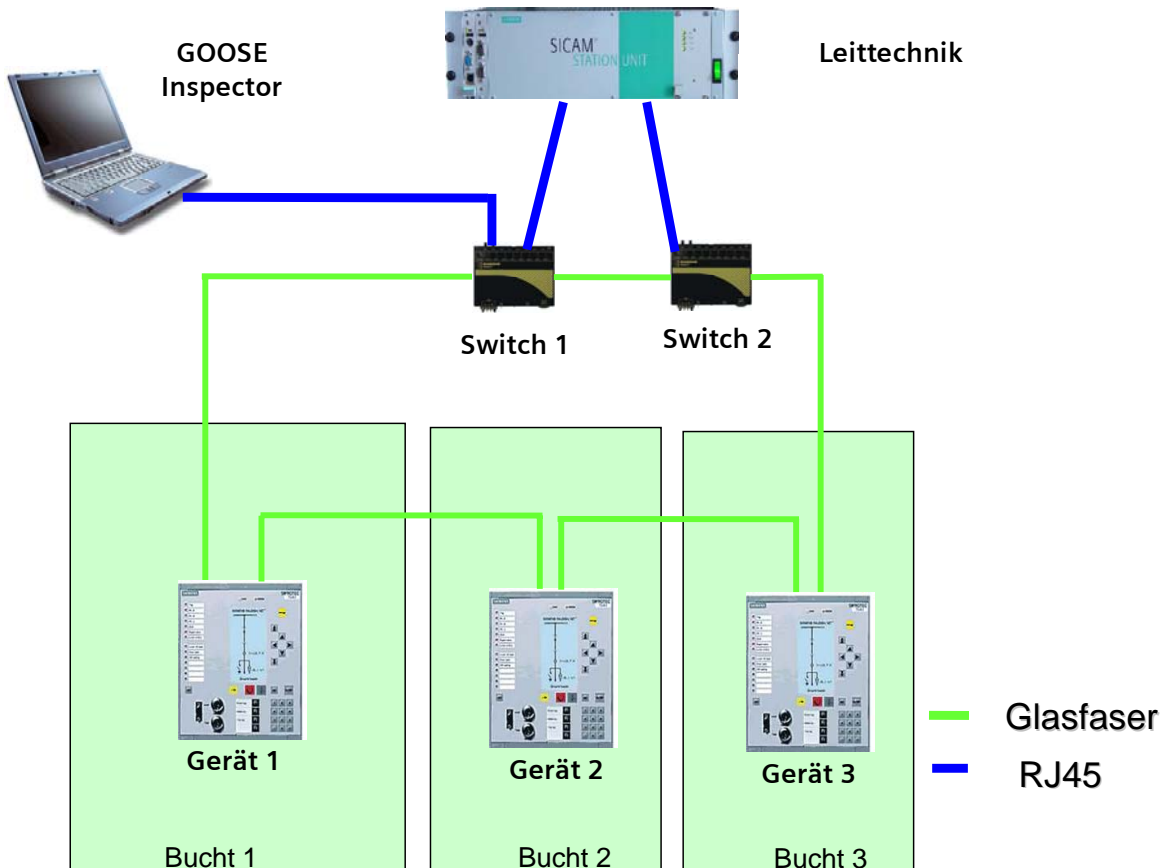 GOOSE
Inspector
SICAM
STATION UNIT
Leittechnik
Switch 1
Switch 2
Gerät 1
Gerät 2
Gerät 3
Glasfaser
RJ45
Bucht 1
Bucht 2
Bucht 3